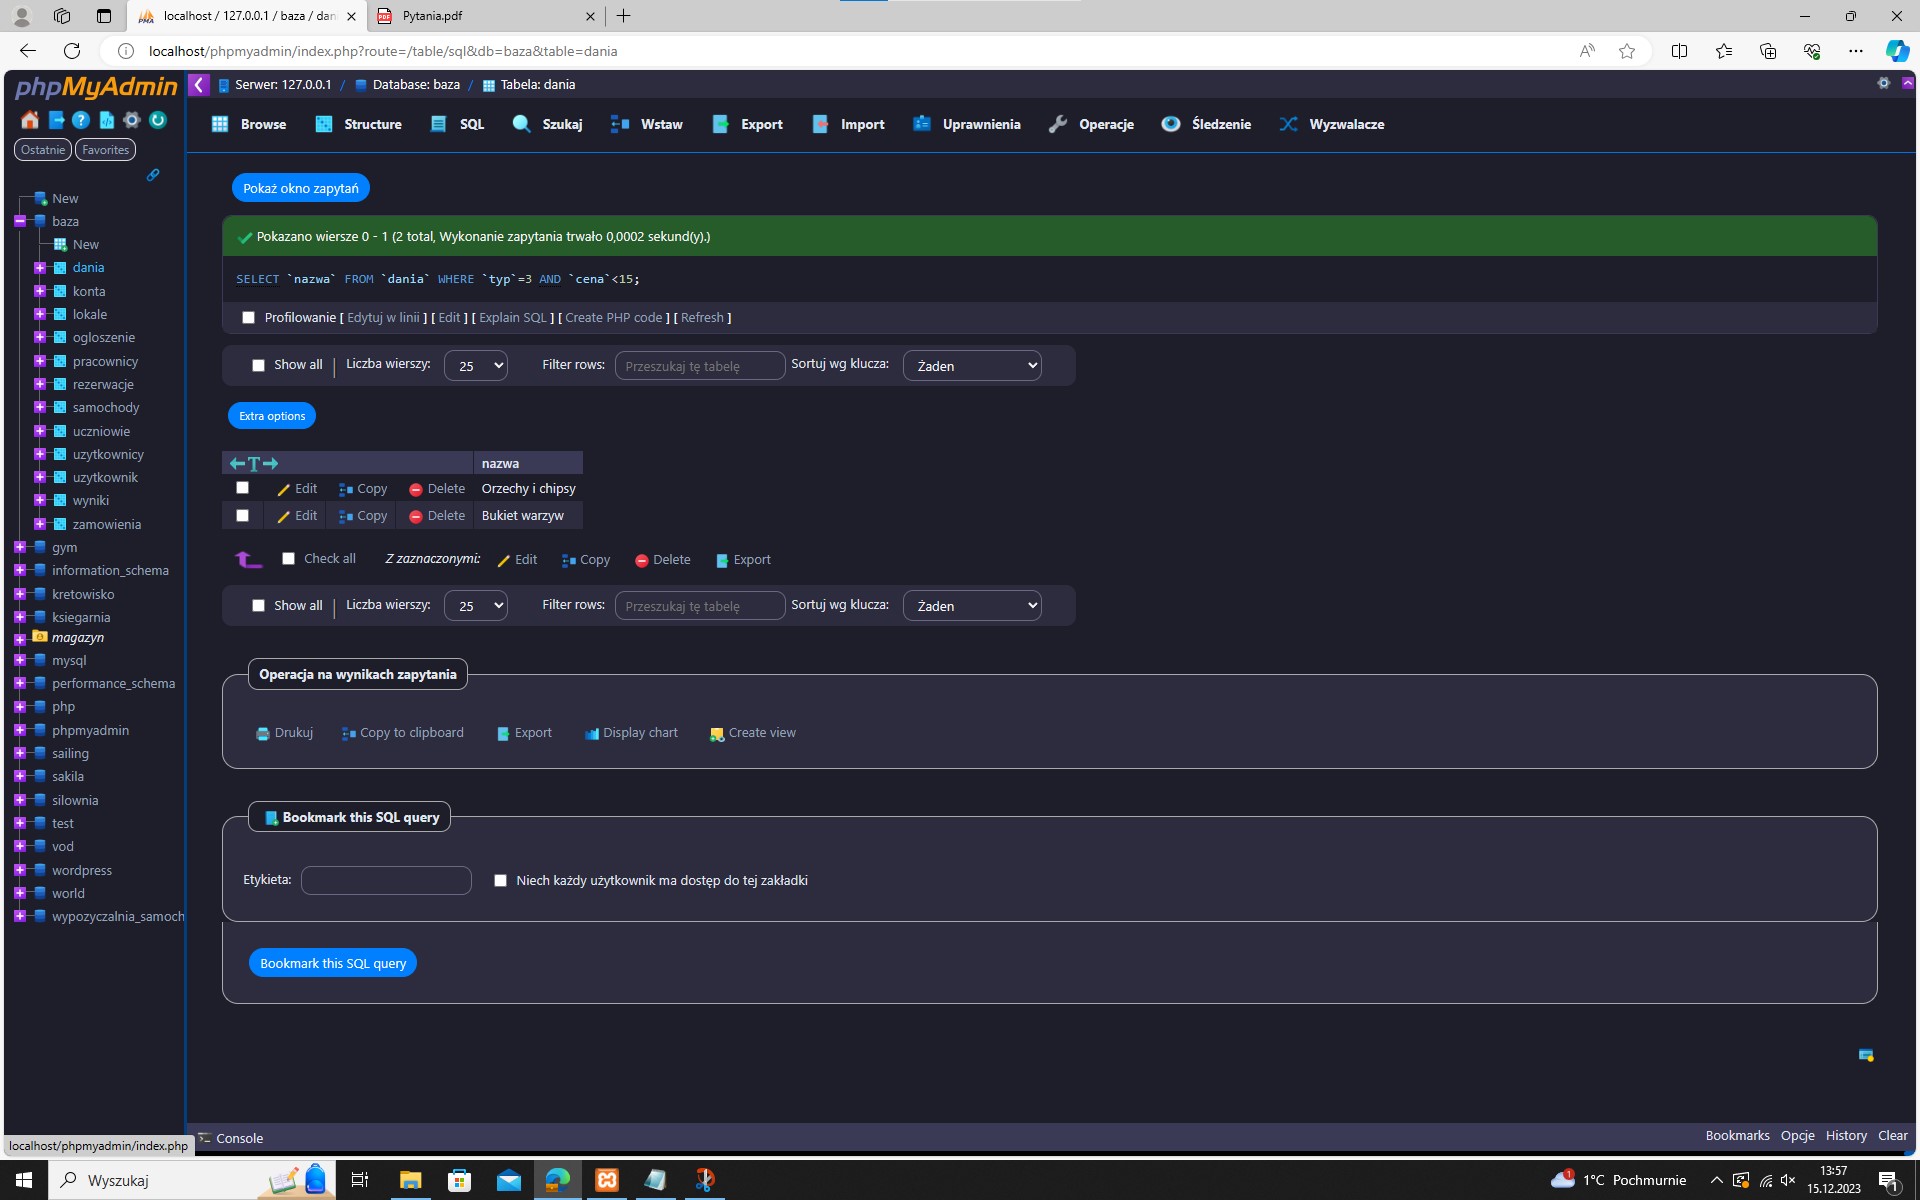 localhost / 127.0.0.1 / baza / dan
Pytania.pdf
localhost/phpmyadmin/index.php?route=/table/sql&db=baza&table=dania
phpMyAdmin
Ostatnie Favorites
New
baza
New
dania
konta
lokale
ogloszenie
pracownicy
rezerwacje
samochody
uczniowie
uzytkownicy
uzytkownik
wyniki
zamowienia
gym
information_schema
kretowisko
ksiegarnia
magazyn
mysql
performance_schema
php
phpmyadmin
sailing
sakila
silownia
test
vod
wordpress
world
wypozyczalnia_samoch
localhost/phpmyadmin/index.php
Serwer: 127.0.0.1 / Database: baza / Tabela: dania
Browse Structure SQL Szukaj Wstaw Export Import Uprawnienia Operacje Śledzenie Wyzwalacze
Pokaż okno zapytań
Pokazano wiersze 0 - 1 (2 total, Wykonanie zapytania trwało 0,0002 sekund(y).)
SELECT `nazwa` FROM `dania` WHERE `typ`=3 AND `cena`<15;
Profilowanie [ Edytuj w linii ] [ Edit ] [ Explain SQL ] [ Create PHP code ] [ Refresh ]
Show all | Liczba wierszy: 25 Filter rows: Przeszukaj tę tabelę Sortuj wg klucza: Żaden
Extra options
←T→ nazwa
Edit Copy Delete Orzechy i chipsy
Edit Copy Delete Bukiet warzyw
Check all Z zaznaczonymi: Edit Copy Delete Export
Show all | Liczba wierszy: 25 Filter rows: Przeszukaj tę tabelę Sortuj wg klucza: Żaden
Operacja na wynikach zapytania
Drukuj Copy to clipboard Export Display chart Create view
Bookmark this SQL query
Etykieta: Niech każdy użytkownik ma dostęp do tej zakładki
Bookmark this SQL query
Console Bookmarks Opcje History Clear
Wyszukaj
1 1°C Pochmurnie
13:57
15.12.2023
1